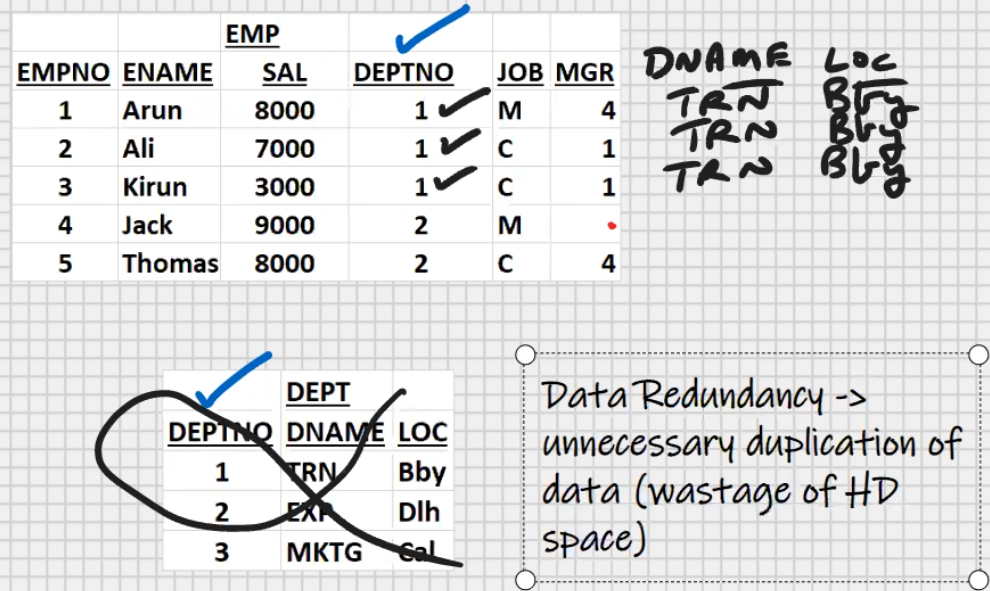 EMP
EMPNO ENAME SAL DEPTNO JOB MGR DNAME LOC
1 Arun 8000 1 M 4 TRN Bby
2 Ali 7000 1 C 1 TRN Bby
3 Kirun 3000 1 C 1 TRN Bby
4 Jack 9000 2 M
5 Thomas 8000 2 C 4
DEPT
DEPTNO DNAME LOC
1 TRN Bby
2 EXP Dlh
3 MKTG Cal
Data Redundancy ->
unnecessary duplication of
data (wastage of HD
space)